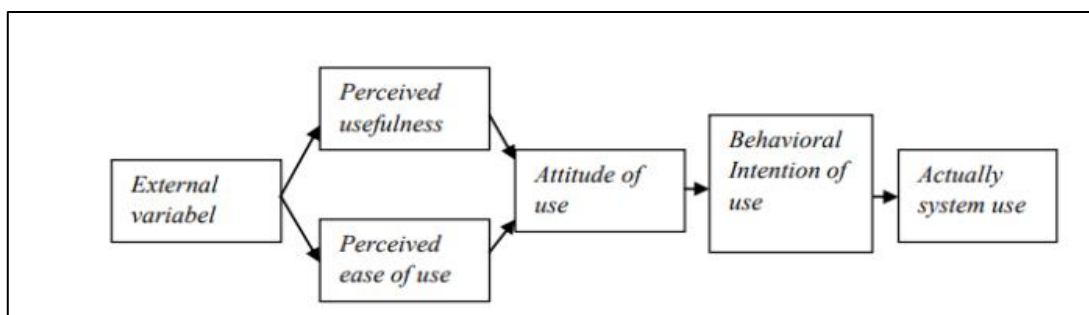 External
variabel
Perceived
usefulness
Perceived
ease of use
Attitude of
use
Behavioral
Intention of
use
Actually
system use